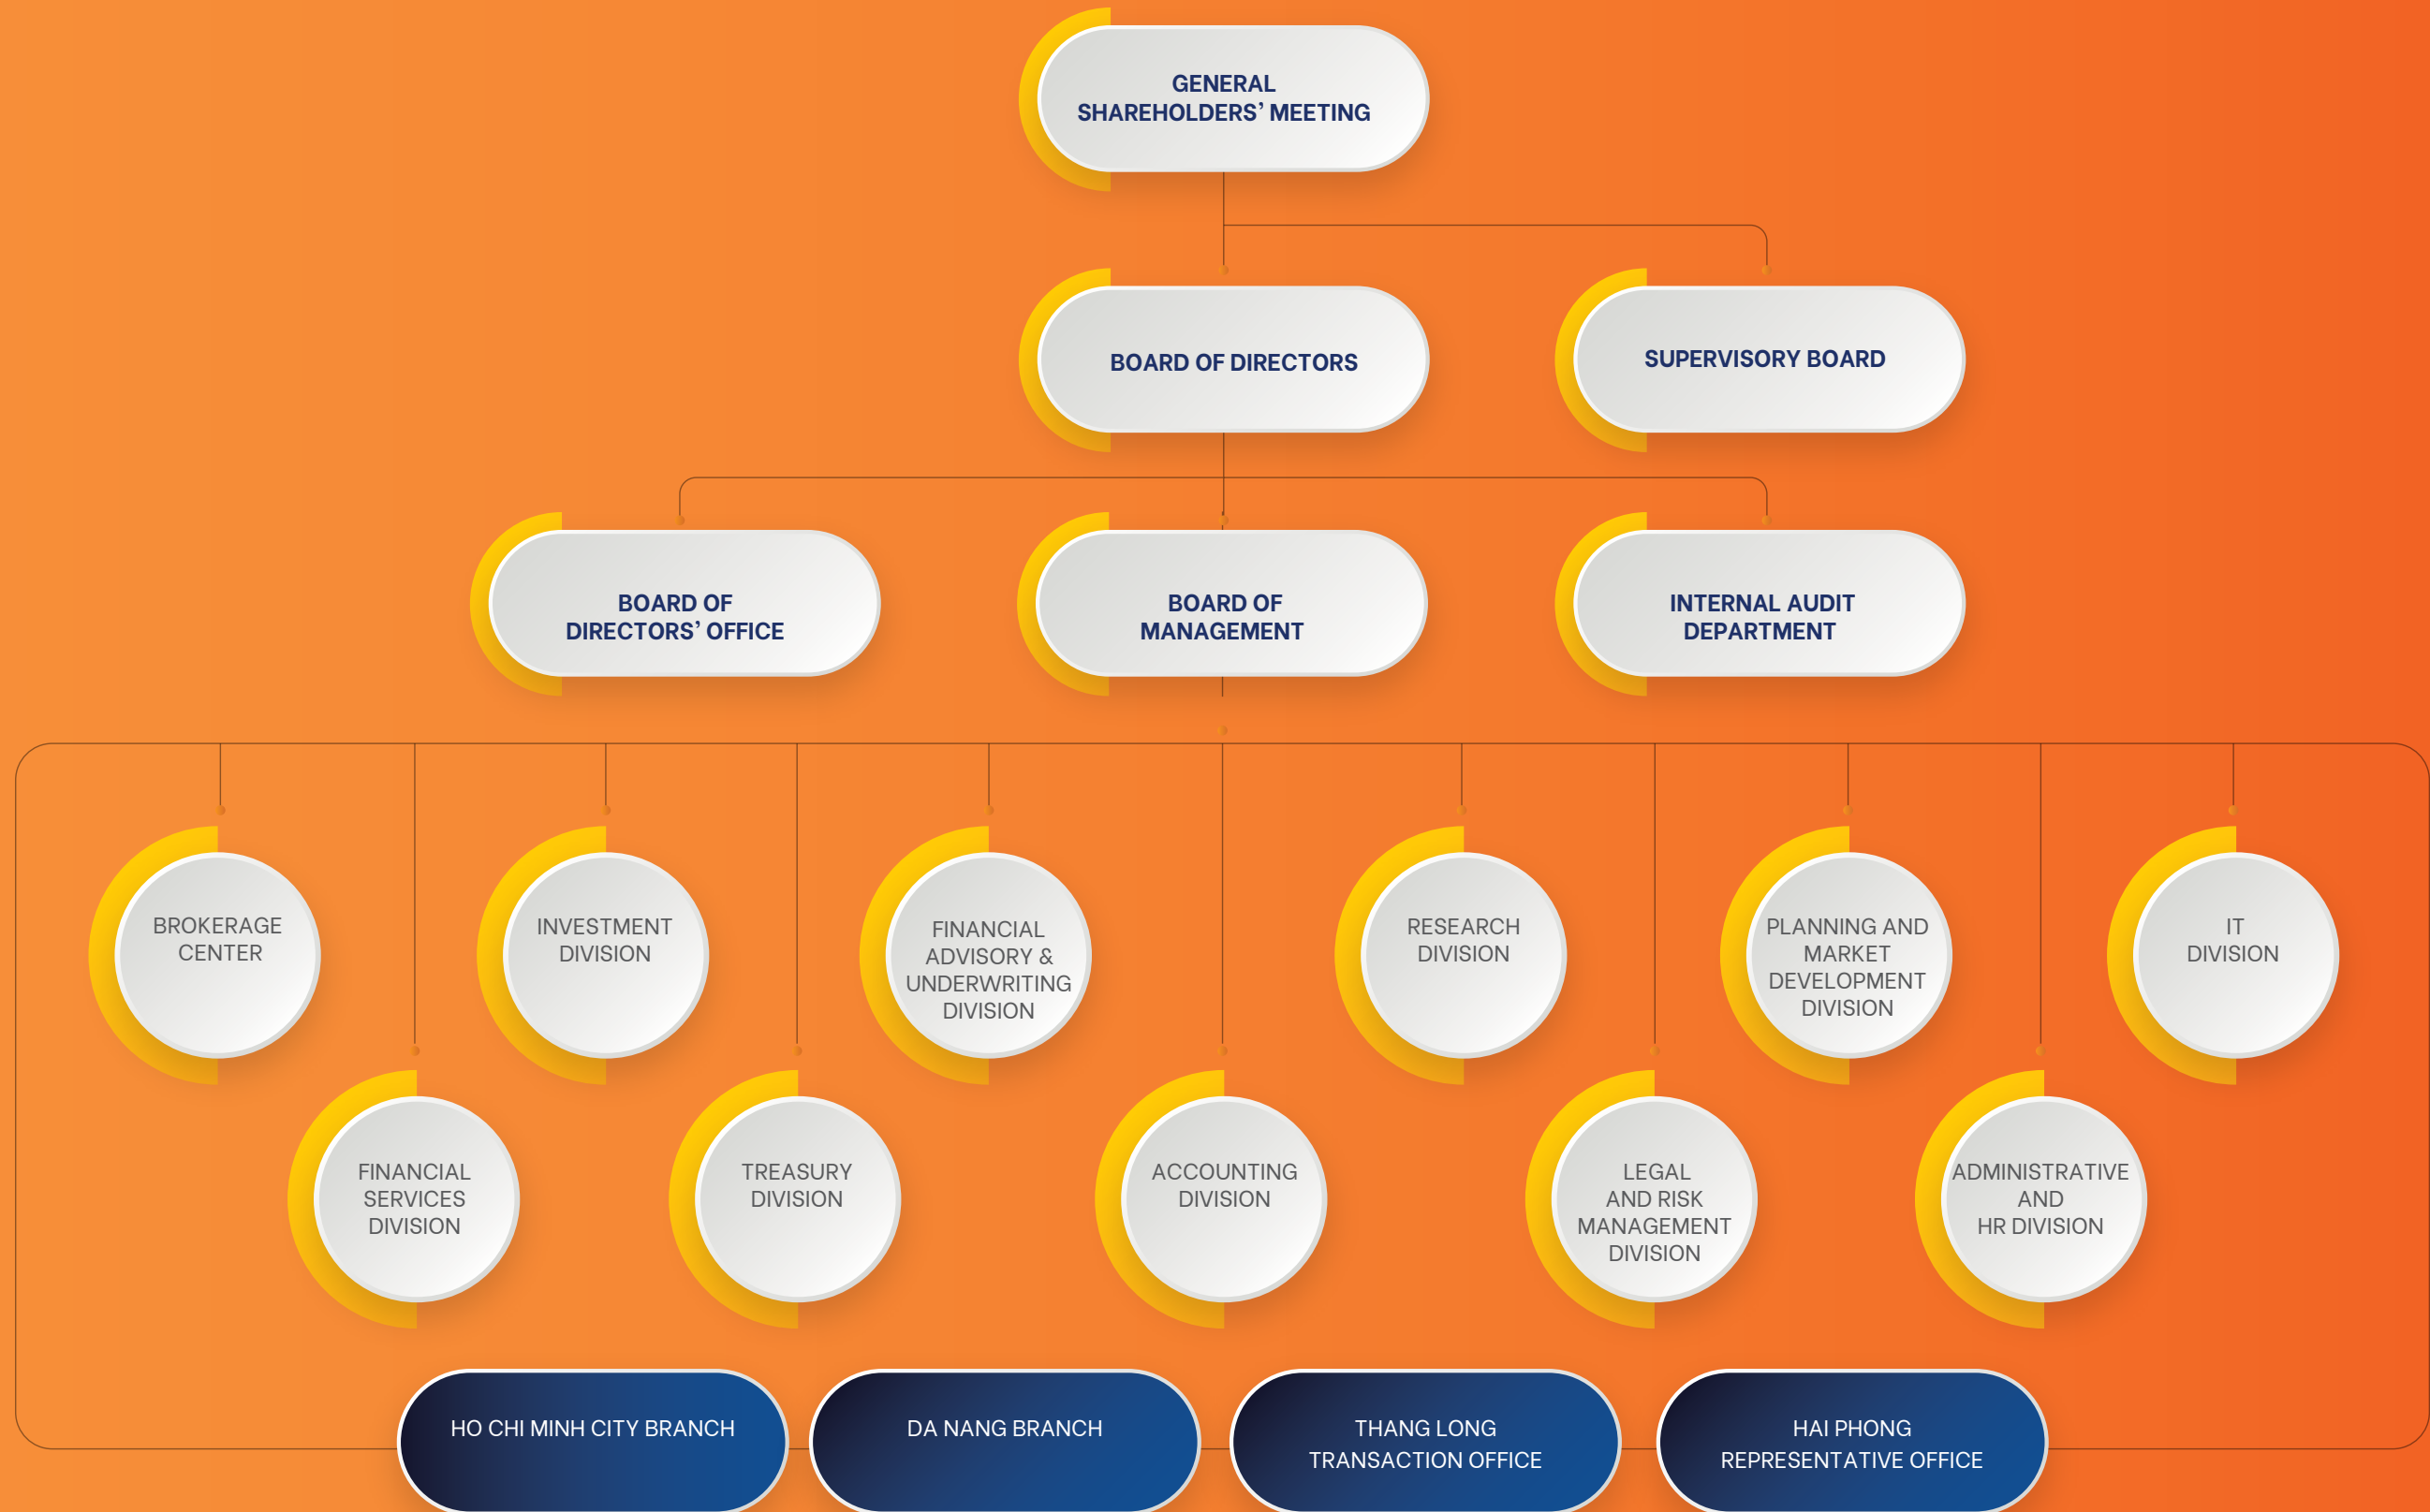 GENERAL
SHAREHOLDERS’ MEETING
BOARD OF DIRECTORS
SUPERVISORY BOARD
BOARD OF
DIRECTORS’ OFFICE
BOARD OF
MANAGEMENT
INTERNAL AUDIT
DEPARTMENT
BROKERAGE
CENTER
INVESTMENT
DIVISION
FINANCIAL
ADVISORY &
UNDERWRITING
DIVISION
RESEARCH
DIVISION
PLANNING AND
MARKET
DEVELOPMENT
DIVISION
IT
DIVISION
FINANCIAL
SERVICES
DIVISION
TREASURY
DIVISION
ACCOUNTING
DIVISION
LEGAL
AND RISK
MANAGEMENT
DIVISION
ADMINISTRATIVE
AND
HR DIVISION
HO CHI MINH CITY BRANCH
DA NANG BRANCH
THANG LONG
TRANSACTION OFFICE
HAI PHONG
REPRESENTATIVE OFFICE